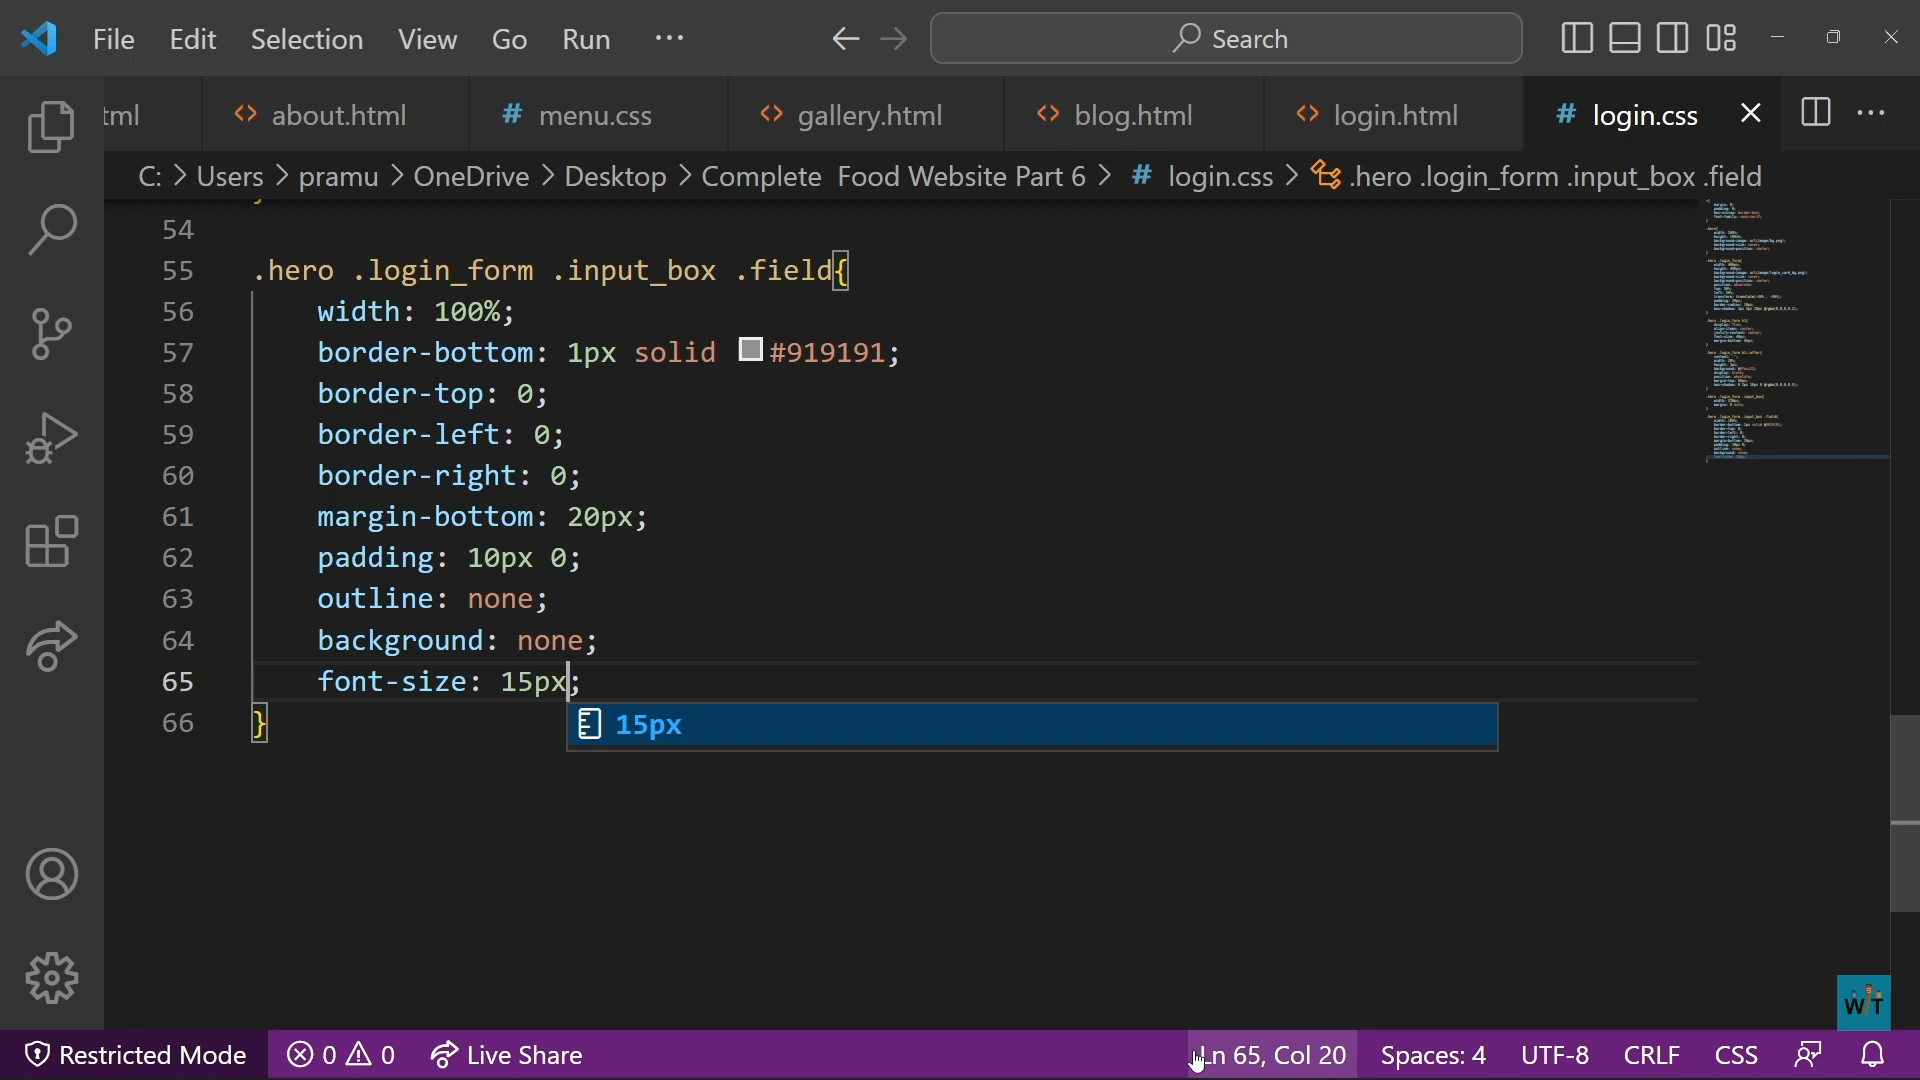 File Edit Selection View Go Run ··· Search
tml about.html # menu.css gallery.html blog.html login.html # login.css
C: > Users > pramu > OneDrive > Desktop > Complete Food Website Part 6 > # login.css > .hero .login_form .input_box .field
54
55 .hero .login_form .input_box .field{
56 width: 100%;
57 border-bottom: 1px solid #919191;
58 border-top: 0;
59 border-left: 0;
60 border-right: 0;
61 margin-bottom: 20px;
62 padding: 10px 0;
63 outline: none;
64 background: none;
65 font-size: 15px;
66 }
15px
WIT
Restricted Mode 0 0 Live Share Ln 65, Col 20 Spaces: 4 UTF-8 CRLF CSS